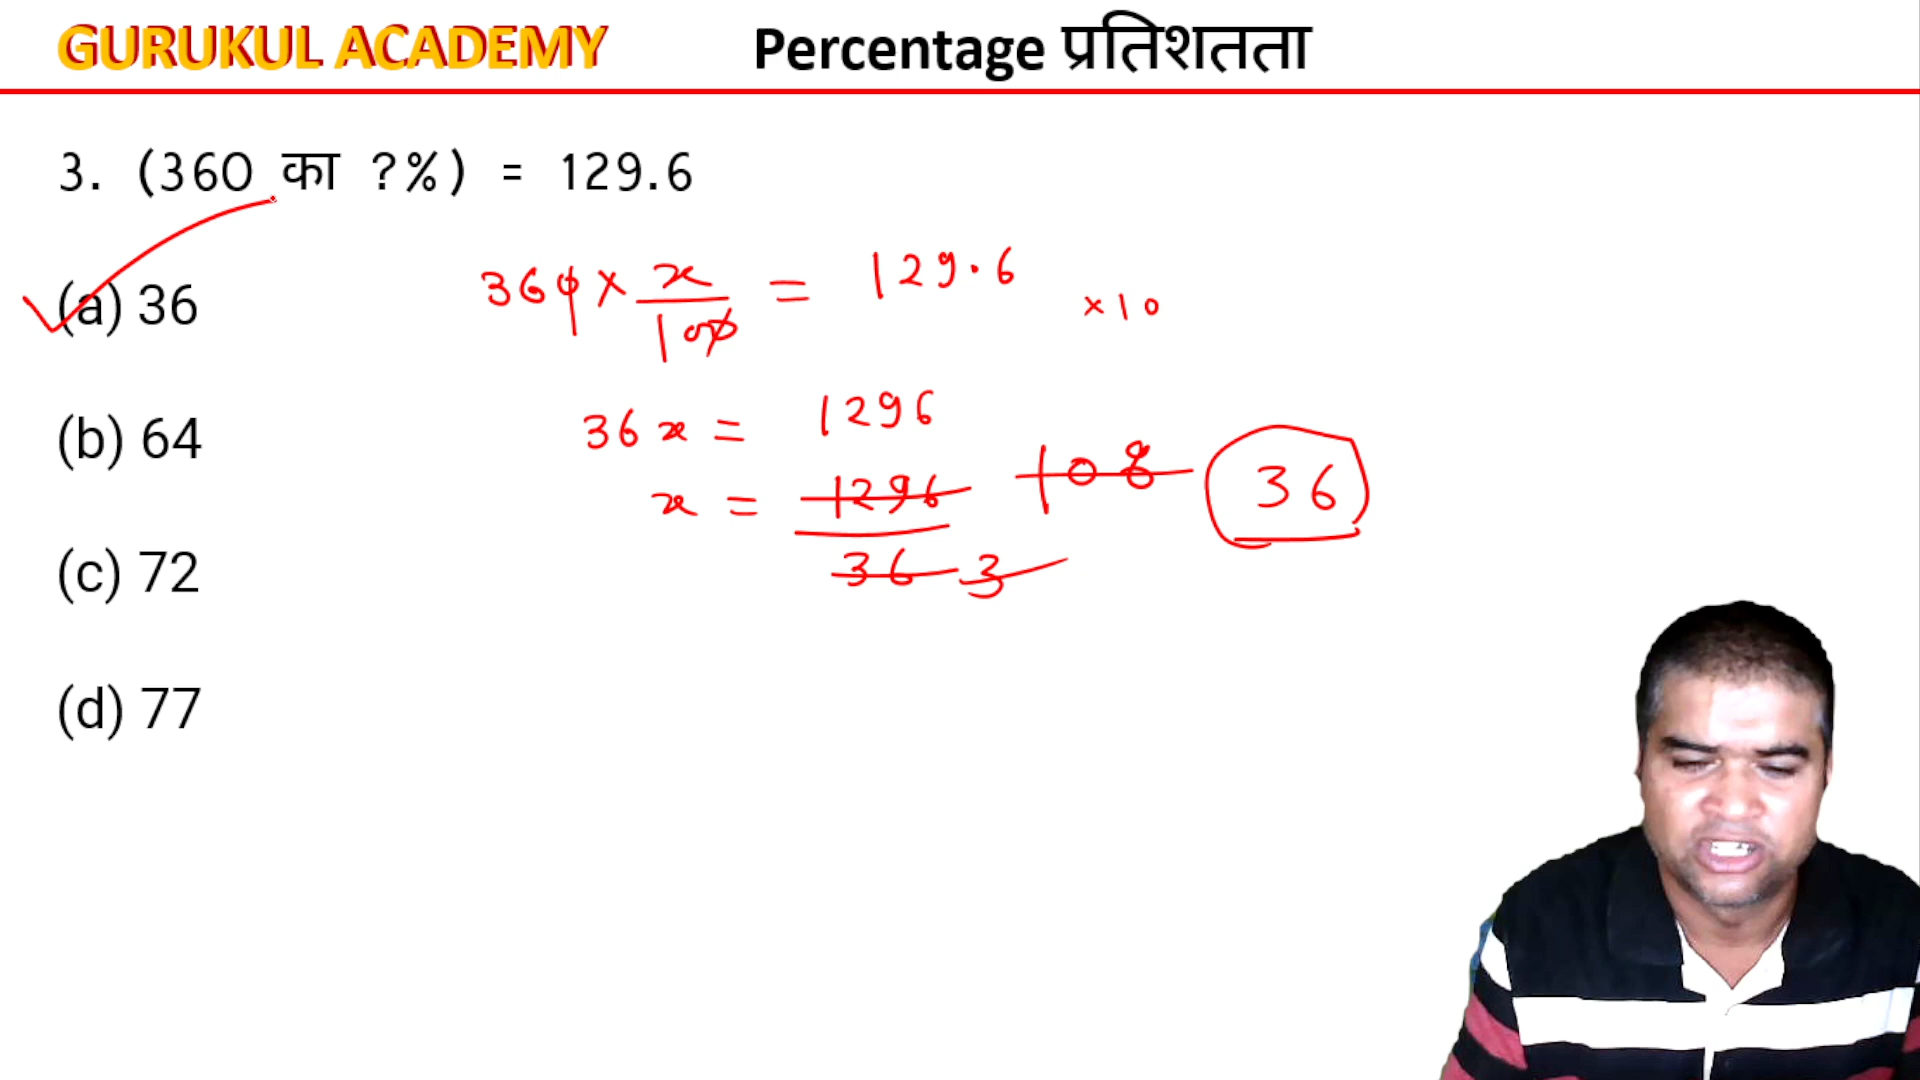 GURUKUL ACADEMY
Percentage प्रतिशतता
3. (360 का ?%) = 129.6
(a) 36
(b) 64
(c) 72
(d) 77
360 × x/100 = 129.6 ×10
36x = 1296
x = 1296/36 108 3 36